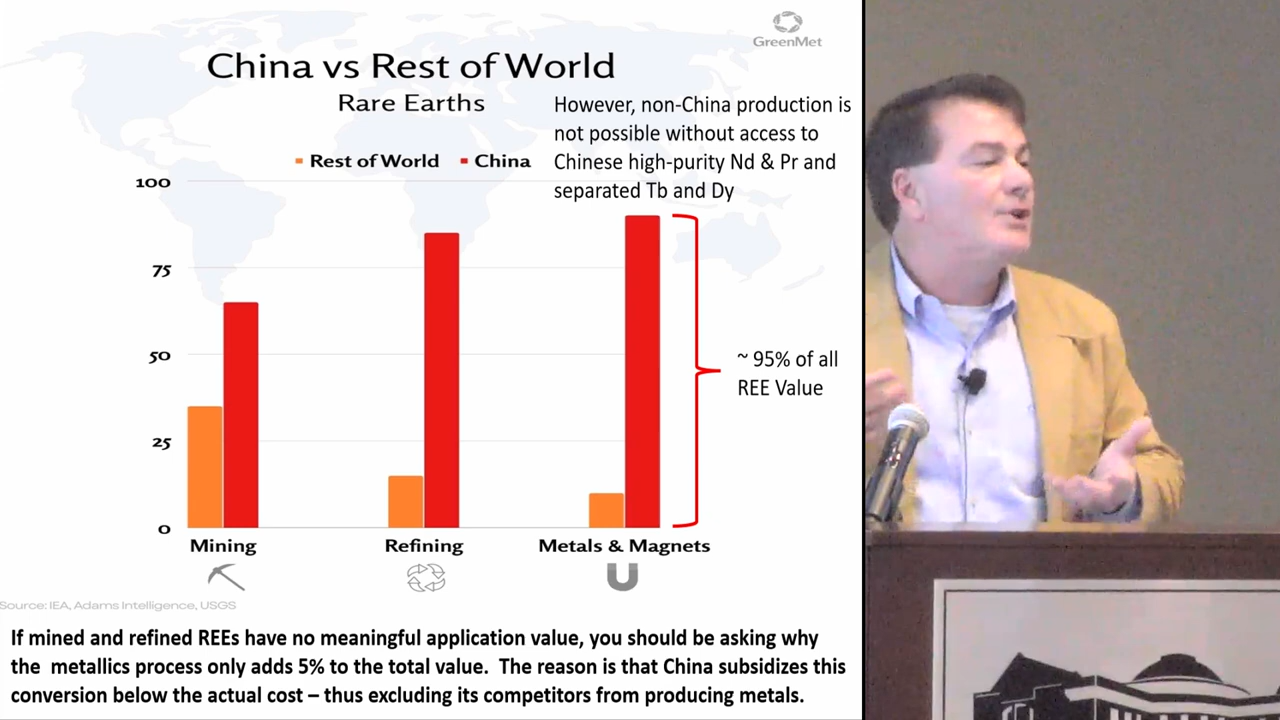 GreenMet
China vs Rest of World
Rare Earths
However, non-China production is
not possible without access to
Chinese high-purity Nd & Pr and
separated Tb and Dy
Rest of World
China
100
75
50
25
0
~ 95% of all
REE Value
Mining
Refining
Metals & Magnets
Source: IEA, Adams Intelligence, USGS
If mined and refined REEs have no meaningful application value, you should be asking why
the metallics process only adds 5% to the total value. The reason is that China subsidizes this
conversion below the actual cost – thus excluding its competitors from producing metals.